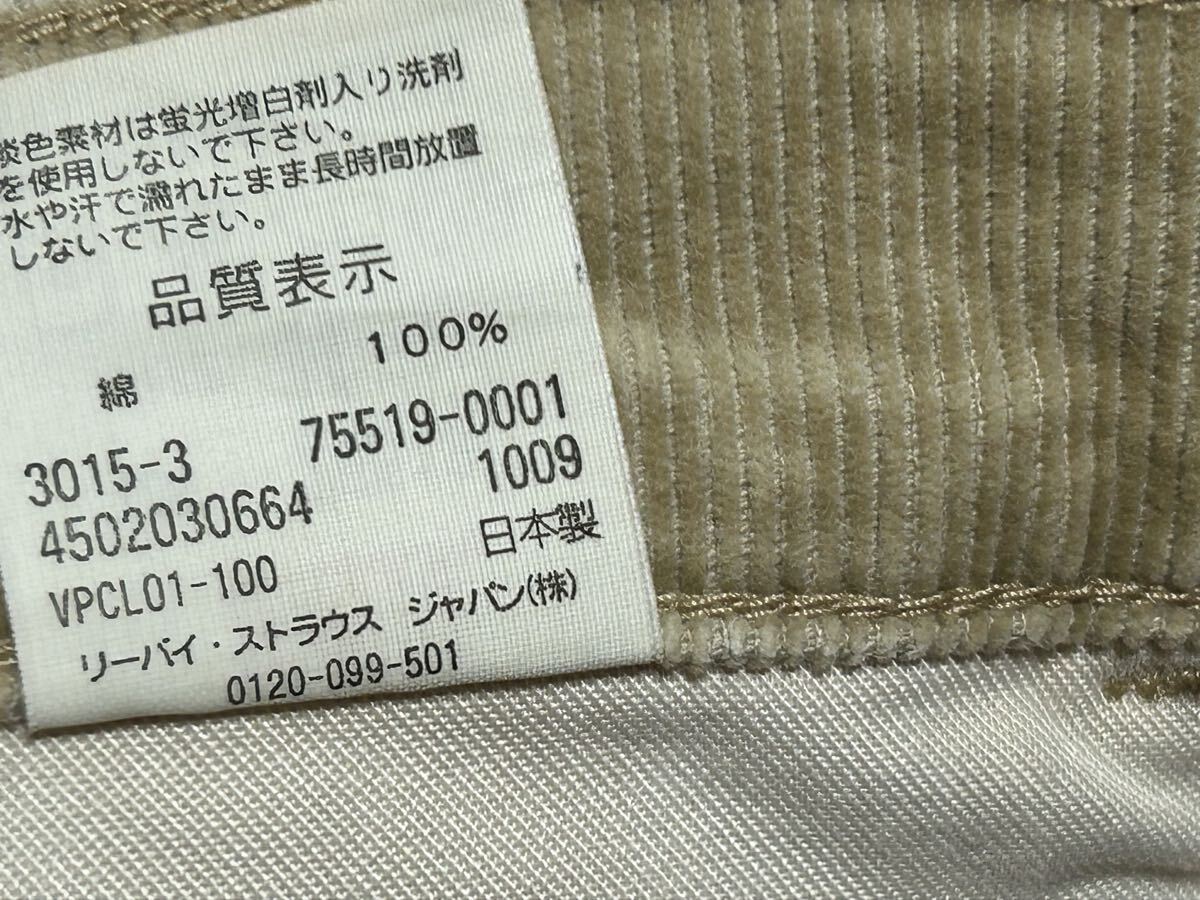 淡色素材は蛍光増白剤入り洗剤
を使用しないで下さい。
水や汗で濡れたまま長時間放置
しないで下さい。
品質表示
綿 100%
3015-3 75519-0001
4502030664 1009
VPCL01-100 日本製
リーバイ・ストラウス ジャパン(株)
0120-099-501